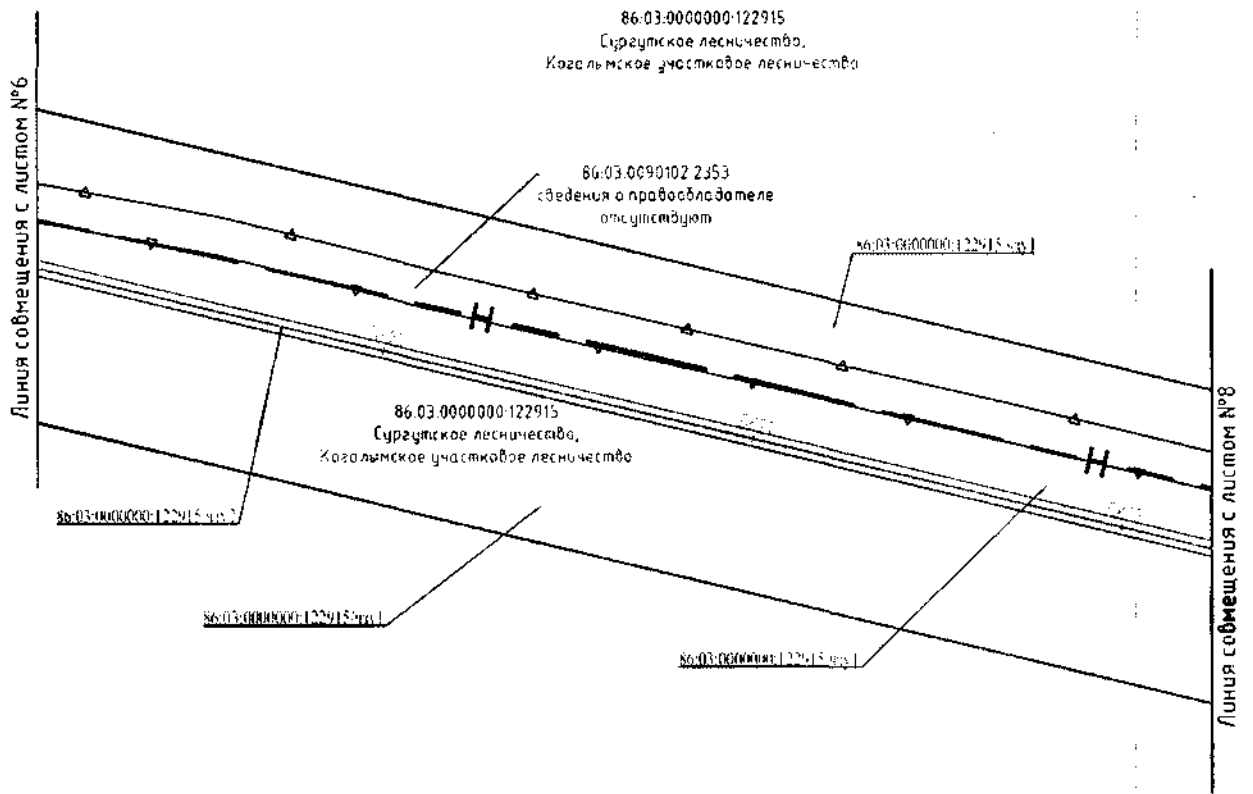 86:03:0000000:122915
Сургутское лесничество,
Когалымское участковое лесничество
Линия совмещения с листом №6
86:03:0090102:2353
сведения о правообладателе
отсутствуют
86:03:0000000:122915:чзу1
86:03:0000000:122915
Сургутское лесничество,
Когалымское участковое лесничество
86:03:0000000:122915:чзу2
86:03:0000000:122915:чзу1
86:03:0000000:122915:чзу1
Линия совмещения с листом №8